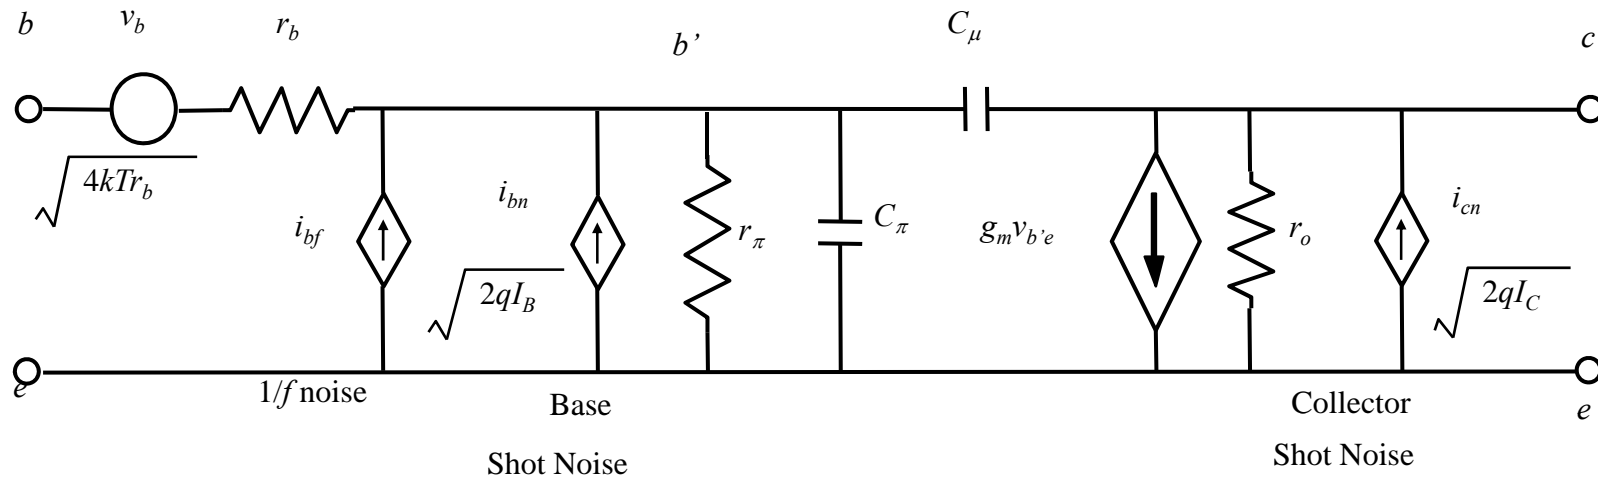 b
v_b
r_b
b’
C_μ
c
√4kTr_b
i_bf
i_bn
√2qI_B
r_π
C_π
g_m v_b’e
r_o
i_cn
√2qI_C
e
1/f noise
Base
Shot Noise
Collector
Shot Noise
e